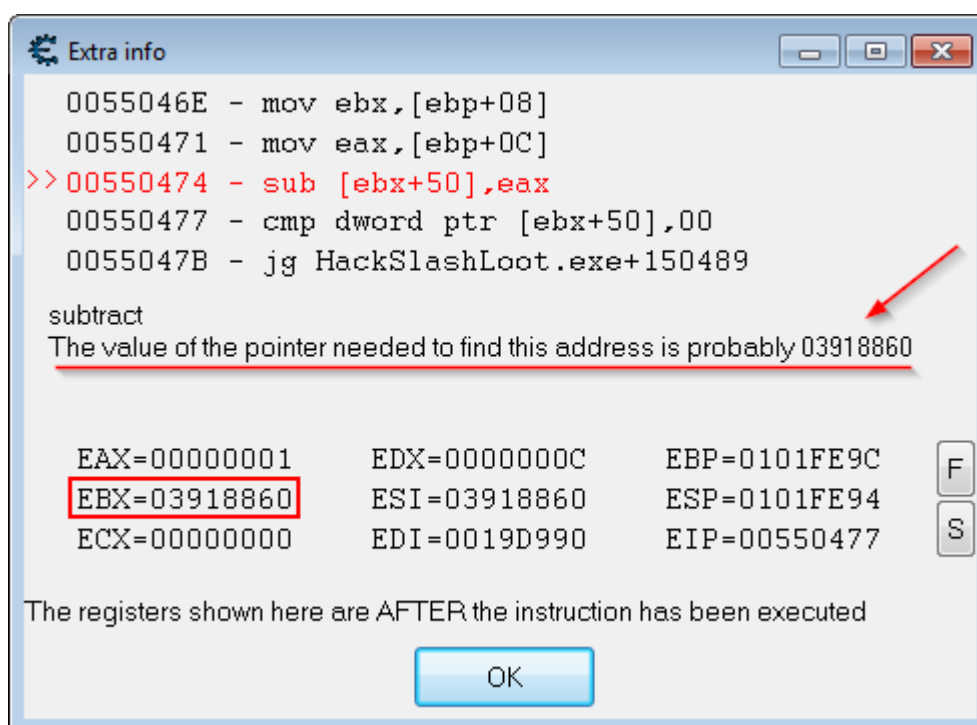 Extra info
0055046E - mov ebx,[ebp+08]
00550471 - mov eax,[ebp+0C]
>> 00550474 - sub [ebx+50],eax
00550477 - cmp dword ptr [ebx+50],00
0055047B - jg HackSlashLoot.exe+150489
subtract
The value of the pointer needed to find this address is probably 03918860
EAX=00000001 EDX=0000000C EBP=0101FE9C
EBX=03918860 ESI=03918860 ESP=0101FE94
ECX=00000000 EDI=0019D990 EIP=00550477
F
S
The registers shown here are AFTER the instruction has been executed
OK